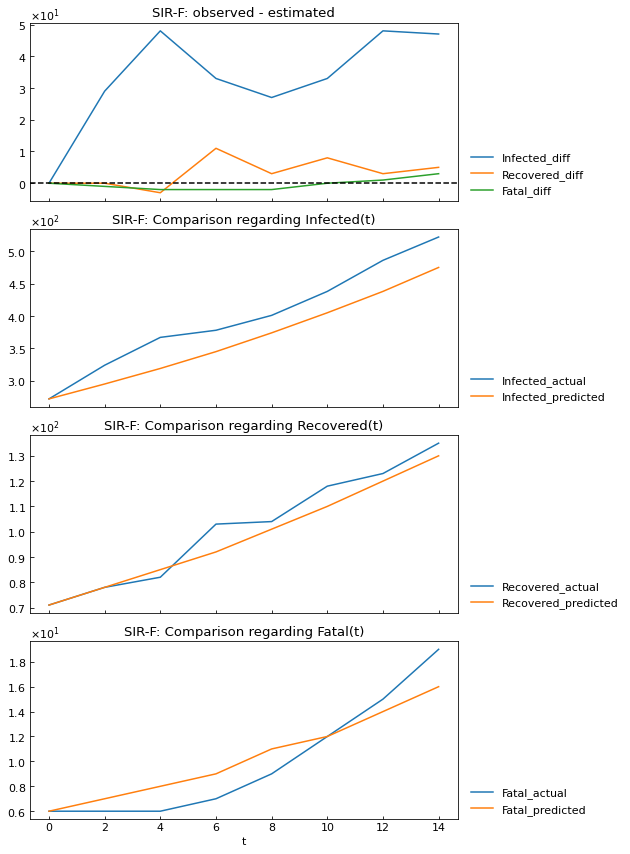 SIR-F: observed - estimated
×10¹
5
4
3
2
1
0
Infected_diff
Recovered_diff
Fatal_diff
SIR-F: Comparison regarding Infected(t)
×10²
5.0
4.5
4.0
3.5
3.0
Infected_actual
Infected_predicted
SIR-F: Comparison regarding Recovered(t)
×10²
1.3
1.2
1.1
1.0
0.9
0.8
0.7
Recovered_actual
Recovered_predicted
SIR-F: Comparison regarding Fatal(t)
×10¹
1.8
1.6
1.4
1.2
1.0
0.8
0.6
Fatal_actual
Fatal_predicted
0 2 4 6 8 10 12 14
t